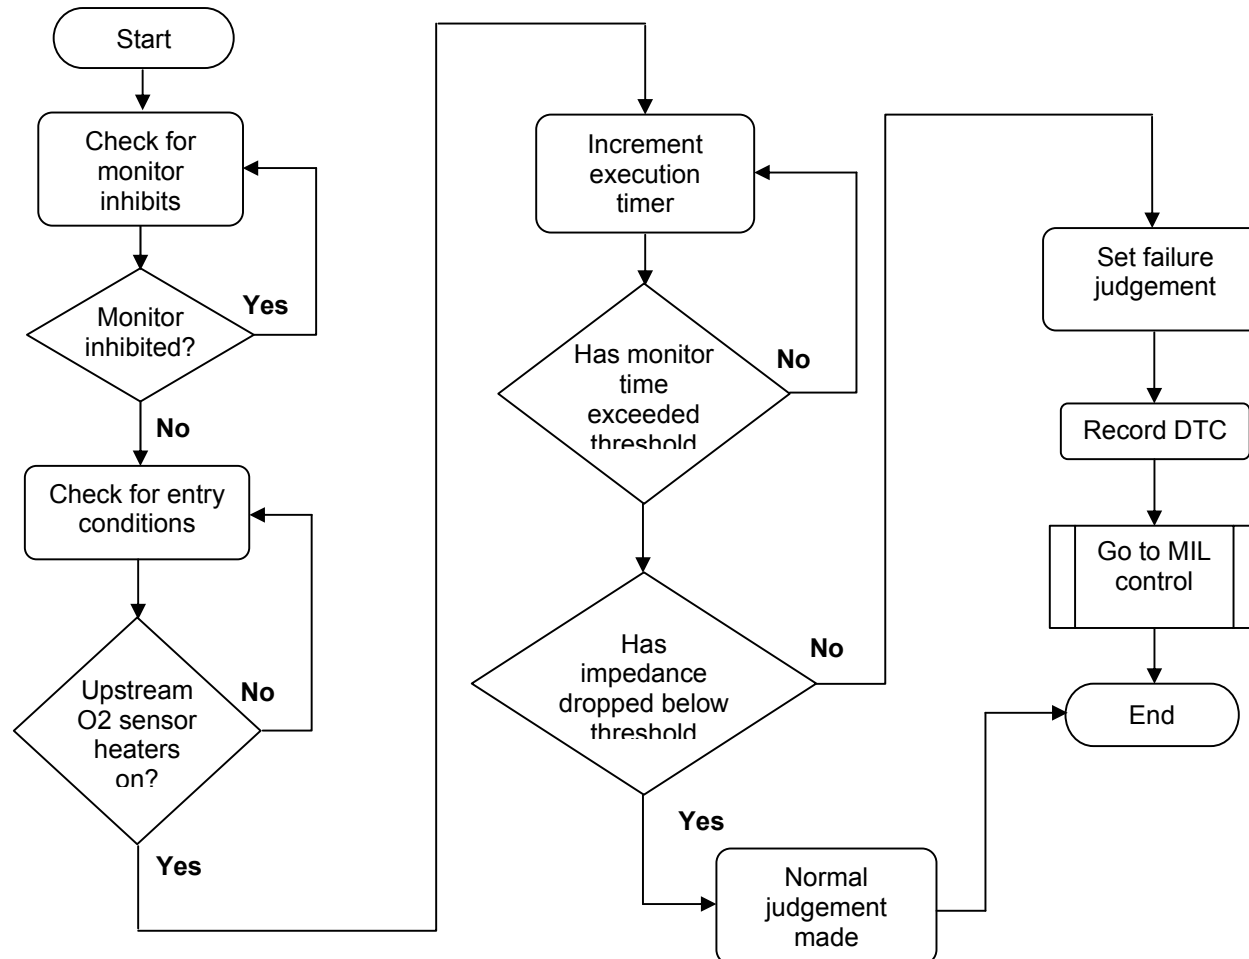 Start
Check for
monitor
inhibits
Yes
Monitor
inhibited?
No
Check for entry
conditions
No
Upstream
O2 sensor
heaters
on?
Yes
Increment
execution
timer
No
Has monitor
time
exceeded
threshold
No
Has
impedance
dropped below
threshold
Yes
Normal
judgement
made
Set failure
judgement
Record DTC
Go to MIL
control
End